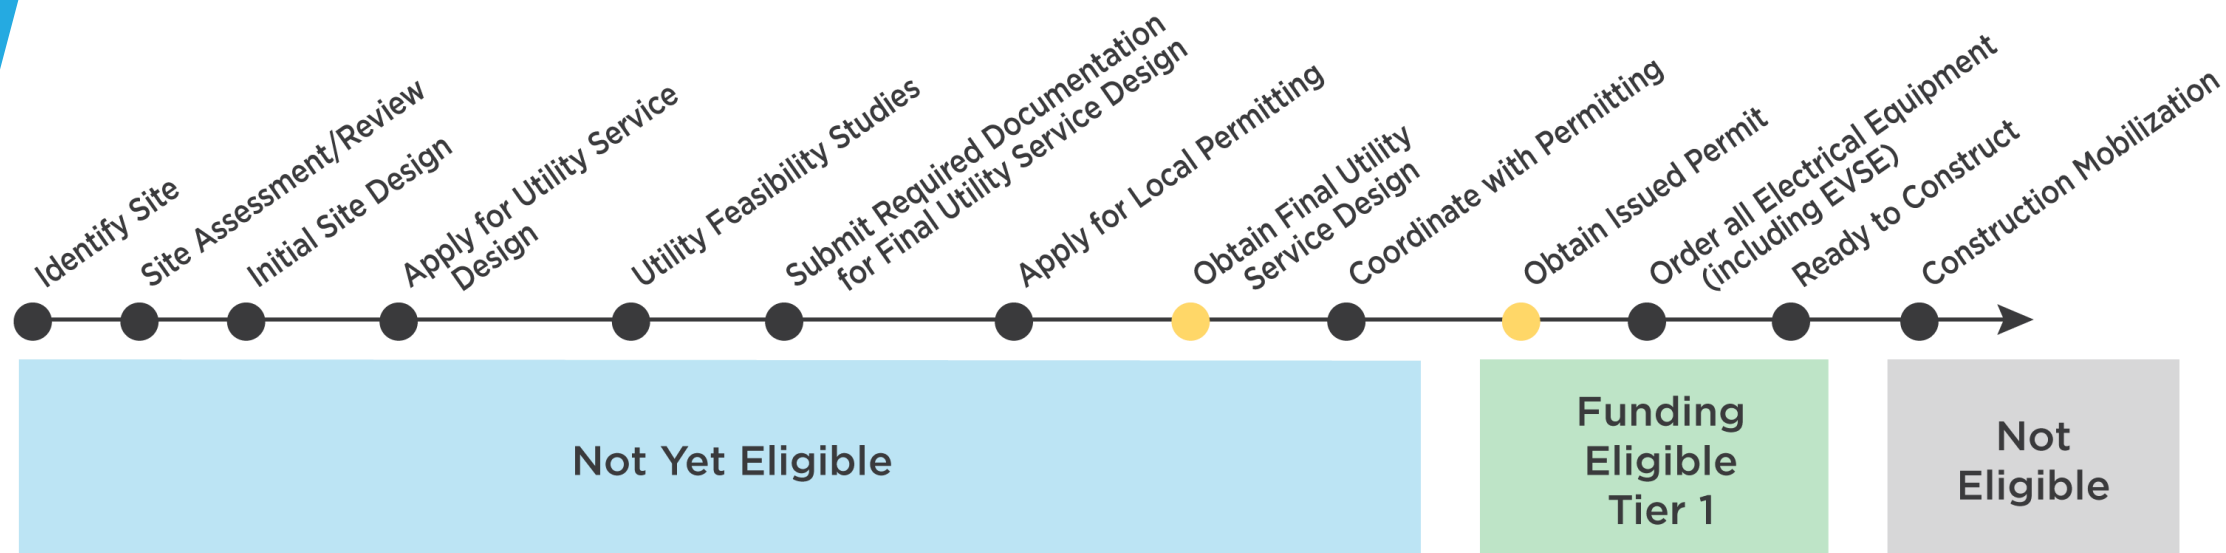 Identify Site
Site Assessment/Review
Initial Site Design
Apply for Utility Service
Design
Utility Feasibility Studies
Submit Required Documentation
for Final Utility Service Design
Apply for Local Permitting
Obtain Final Utility
Service Design
Coordinate with Permitting
Obtain Issued Permit
Order all Electrical Equipment
(including EVSE)
Ready to Construct
Construction Mobilization
Not Yet Eligible
Funding
Eligible
Tier 1
Not
Eligible